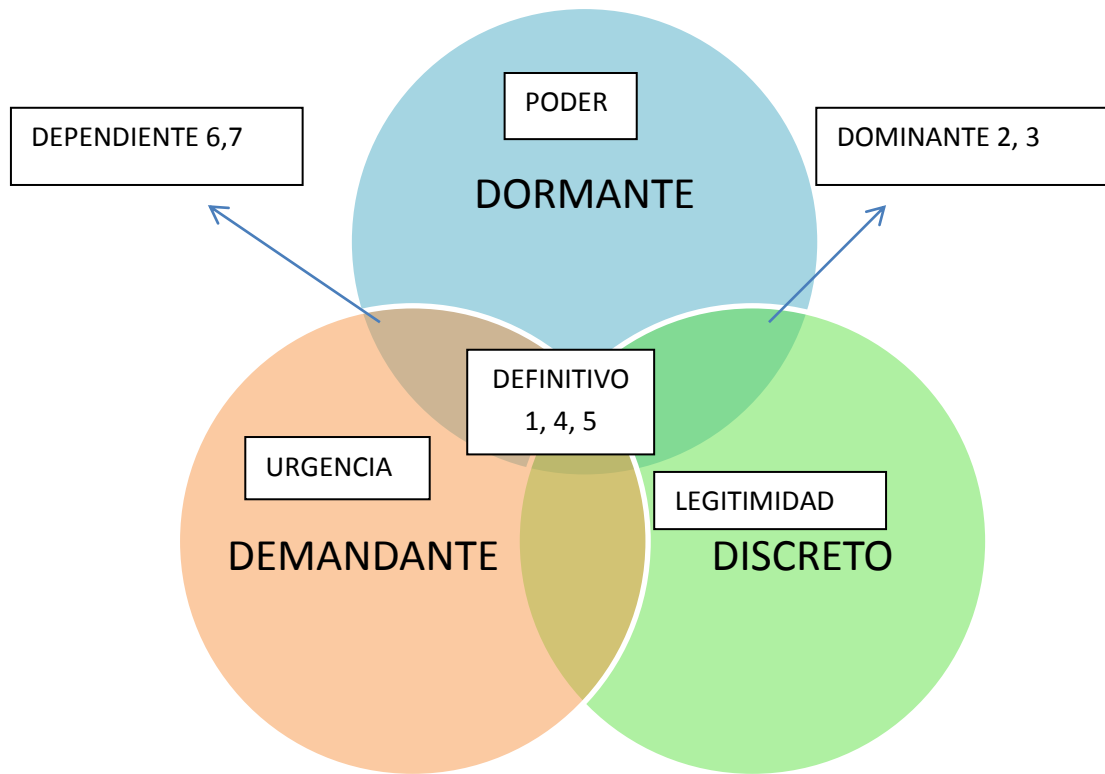 PODER
DEPENDIENTE 6,7
DOMINANTE 2, 3
DORMANTE
DEFINITIVO
1, 4, 5
URGENCIA
LEGITIMIDAD
DEMANDANTE
DISCRETO